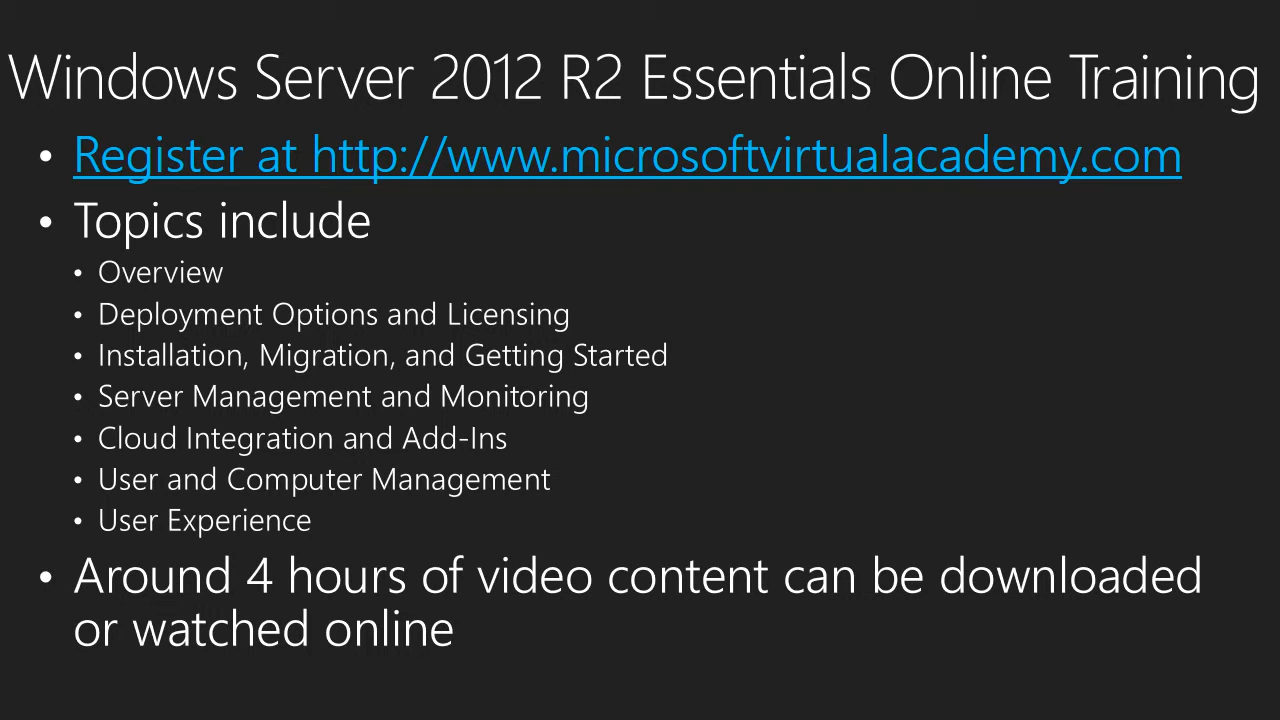 Windows Server 2012 R2 Essentials Online Training
• Register at http://www.microsoftvirtualacademy.com
• Topics include
• Overview
• Deployment Options and Licensing
• Installation, Migration, and Getting Started
• Server Management and Monitoring
• Cloud Integration and Add-Ins
• User and Computer Management
• User Experience
• Around 4 hours of video content can be downloaded
or watched online